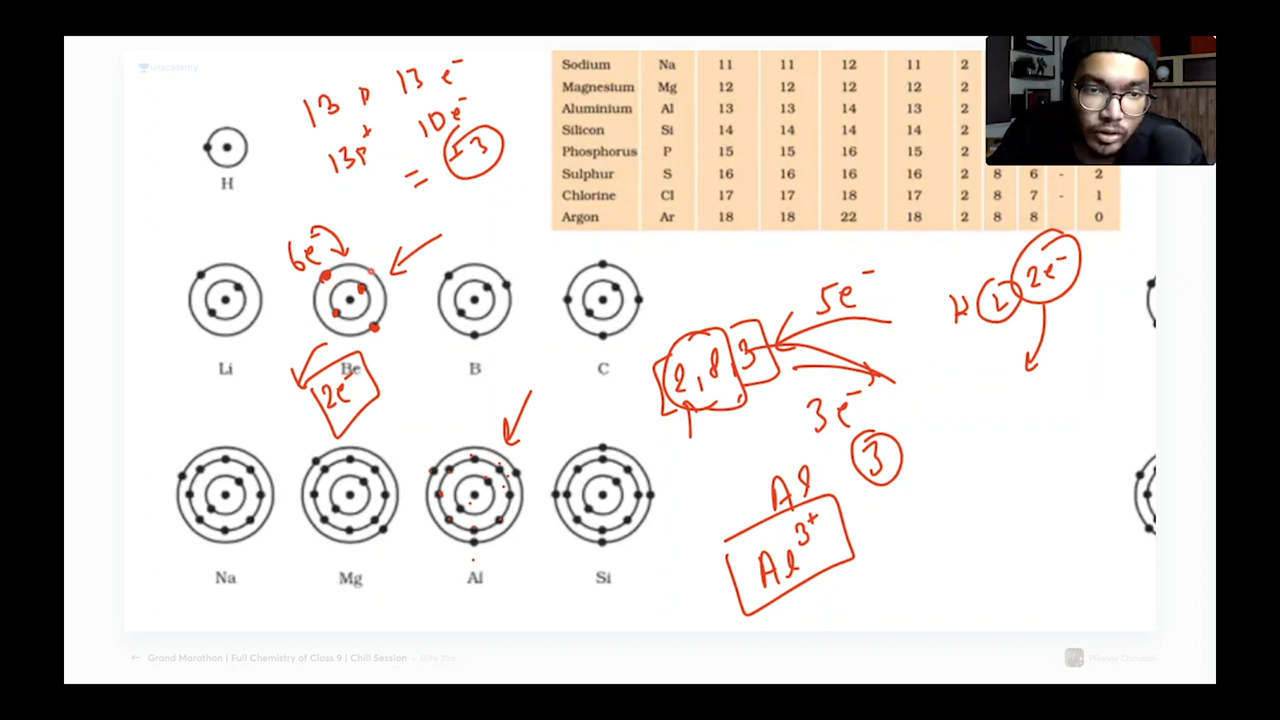 unacademy
13 p 13 e⁻
13p⁺ 10e⁻
= +3
H
Sodium Na 11 11 12 11 2
Magnesium Mg 12 12 12 12 2
Aluminium Al 13 13 14 13 2
Silicon Si 14 14 14 14 2
Phosphorus P 15 15 16 15 2
Sulphur S 16 16 16 16 2 8 6 - 2
Chlorine Cl 17 17 18 17 2 8 7 - 1
Argon Ar 18 18 22 18 2 8 8 0
6e⁻
Li Be B C
2e⁻
5e⁻
2, 8, 3
3e⁻
3
2e⁻
Al
Al³⁺
Na Mg Al Si
Grand Marathon | Full Chemistry of Class 9 | Chill Session